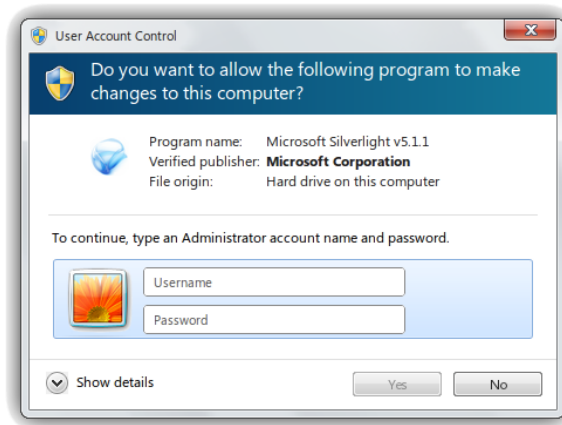 User Account Control
Do you want to allow the following program to make
changes to this computer?
Program name: Microsoft Silverlight v5.1.1
Verified publisher: Microsoft Corporation
File origin: Hard drive on this computer
To continue, type an Administrator account name and password.
Username
Password
Show details
Yes
No